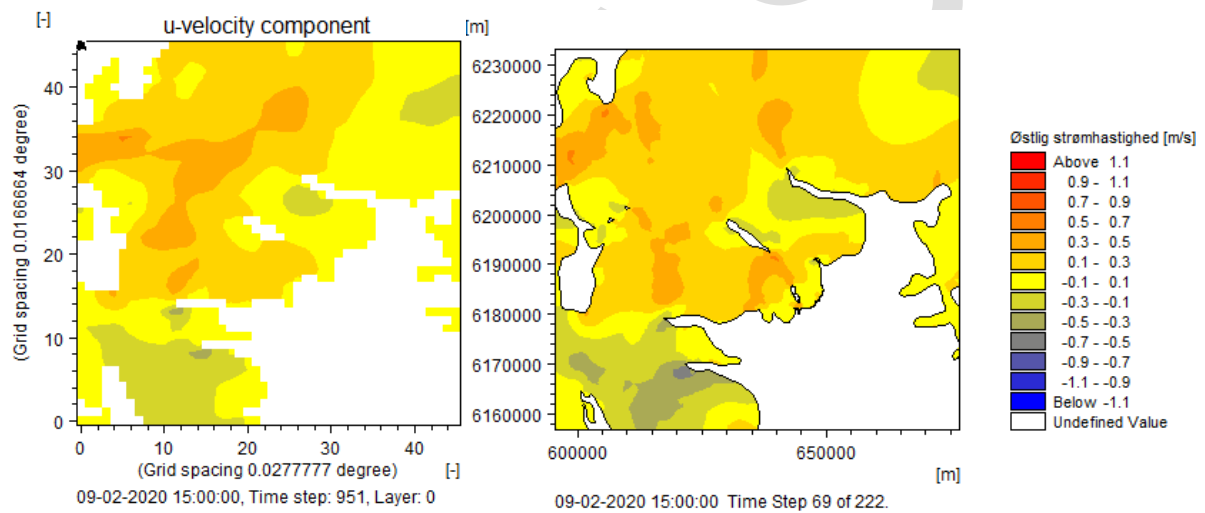 [-]
u-velocity component
40
30
20
10
0
(Grid spacing 0.0166664 degree)
0
20
40
(Grid spacing 0.0277777 degree)
[-]
09-02-2020 15:00:00, Time step: 951, Layer: 0
[m]
6230000
6220000
6210000
6200000
6190000
6180000
6170000
6160000
600000
650000
[m]
09-02-2020 15:00:00 Time Step 69 of 222.
Østlig strømhastighed [m/s]
Above 1.1
0.9 - 1.1
0.7 - 0.9
0.5 - 0.7
0.3 - 0.5
0.1 - 0.3
-0.1 - 0.1
-0.3 - -0.1
-0.5 - -0.3
-0.7 - -0.5
-0.9 - -0.7
-1.1 - -0.9
Below -1.1
Undefined Value